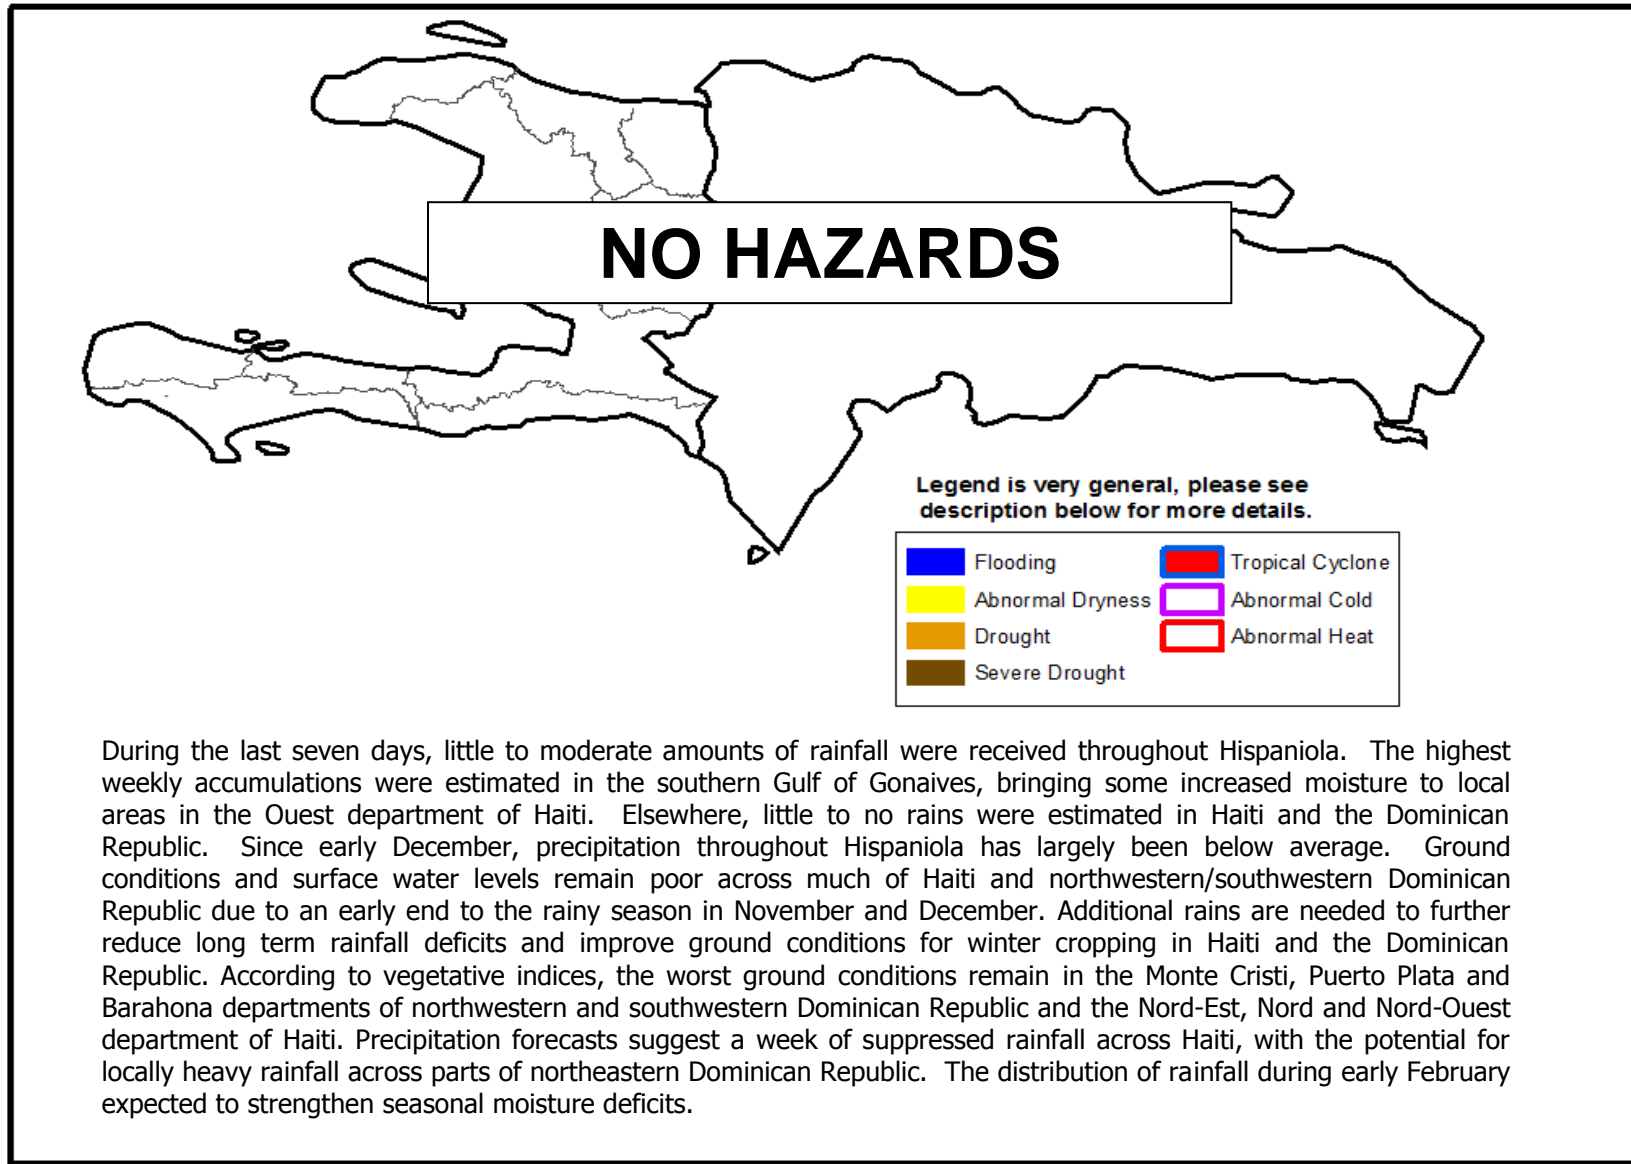 NO HAZARDS
Legend is very general, please see
description below for more details.
Flooding
Tropical Cyclone
Abnormal Dryness
Abnormal Cold
Drought
Abnormal Heat
Severe Drought
During the last seven days, little to moderate amounts of rainfall were received throughout Hispaniola. The highest
weekly accumulations were estimated in the southern Gulf of Gonaives, bringing some increased moisture to local
areas in the Ouest department of Haiti. Elsewhere, little to no rains were estimated in Haiti and the Dominican
Republic. Since early December, precipitation throughout Hispaniola has largely been below average. Ground
conditions and surface water levels remain poor across much of Haiti and northwestern/southwestern Dominican
Republic due to an early end to the rainy season in November and December. Additional rains are needed to further
reduce long term rainfall deficits and improve ground conditions for winter cropping in Haiti and the Dominican
Republic. According to vegetative indices, the worst ground conditions remain in the Monte Cristi, Puerto Plata and
Barahona departments of northwestern and southwestern Dominican Republic and the Nord-Est, Nord and Nord-Ouest
department of Haiti. Precipitation forecasts suggest a week of suppressed rainfall across Haiti, with the potential for
locally heavy rainfall across parts of northeastern Dominican Republic. The distribution of rainfall during early February
expected to strengthen seasonal moisture deficits.